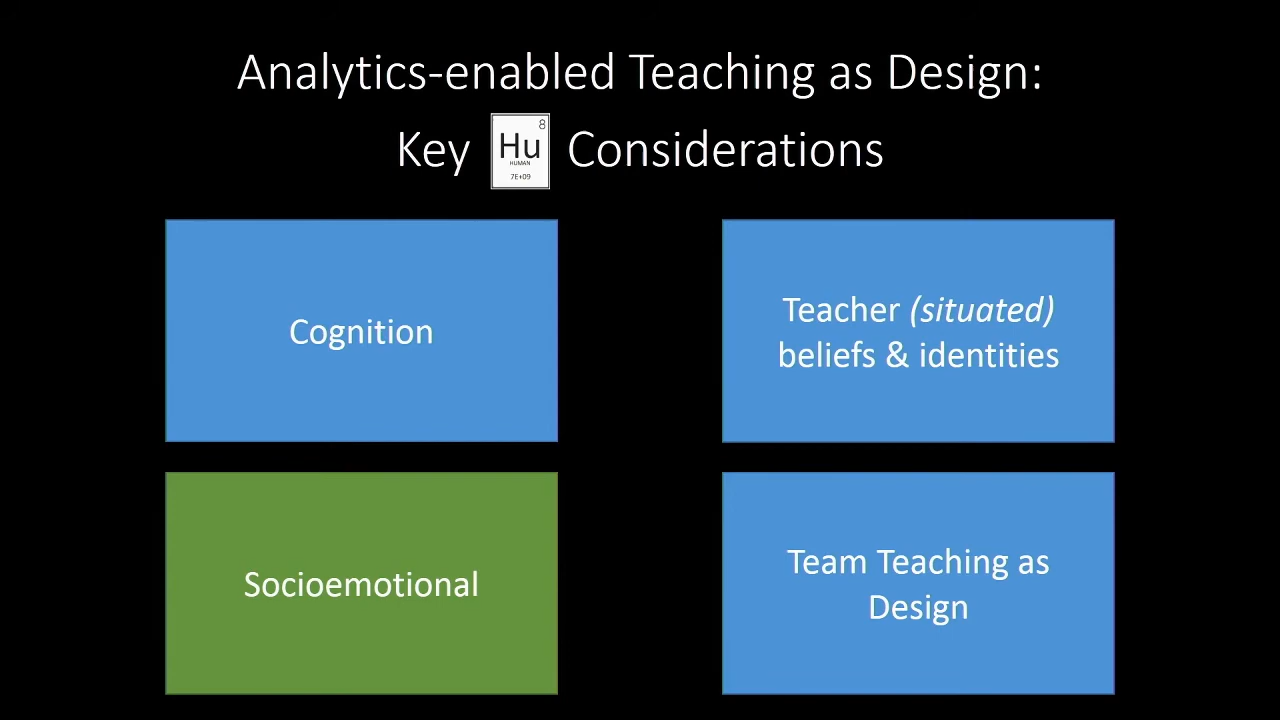 Analytics-enabled Teaching as Design:
Key Hu Considerations
8
HUMAN
7E+09
Cognition
Teacher (situated)
beliefs & identities
Socioemotional
Team Teaching as
Design